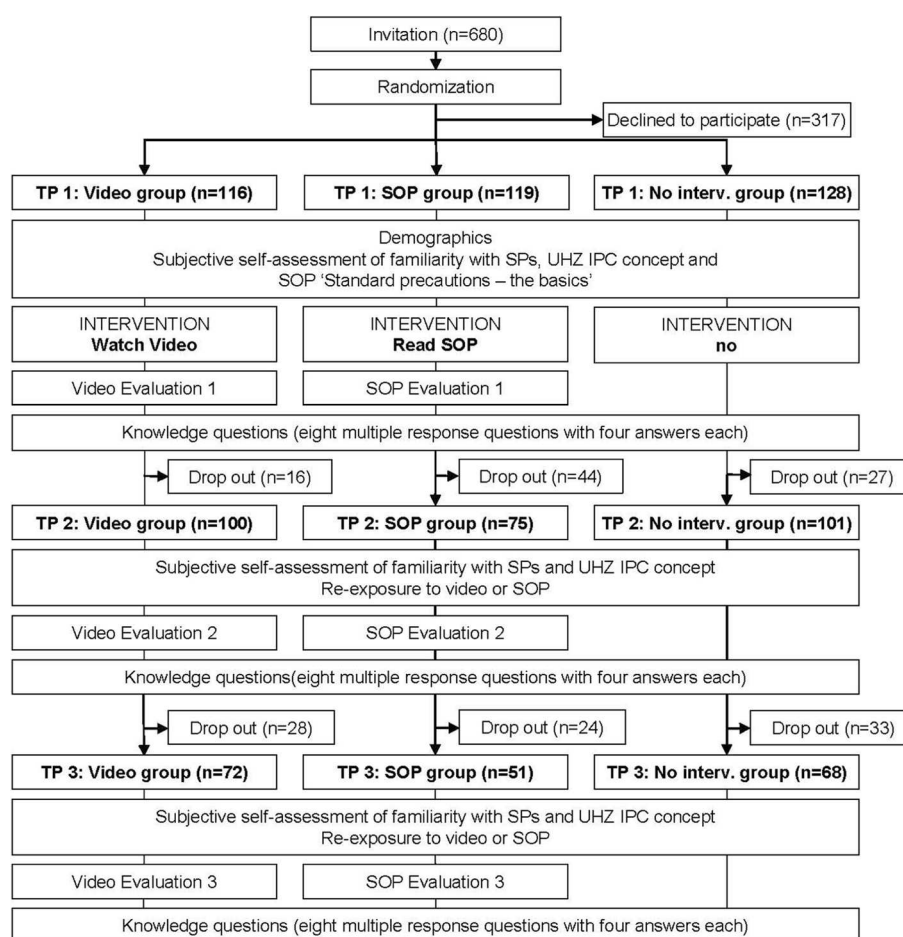 Invitation (n=680)
Randomization
Declined to participate (n=317)
TP 1: Video group (n=116)
TP 1: SOP group (n=119)
TP 1: No interv. group (n=128)
Demographics
Subjective self-assessment of familiarity with SPs, UHZ IPC concept and
SOP ‘Standard precautions – the basics’
INTERVENTION
Watch Video
INTERVENTION
Read SOP
INTERVENTION
no
Video Evaluation 1
SOP Evaluation 1
Knowledge questions (eight multiple response questions with four answers each)
Drop out (n=16)
Drop out (n=44)
Drop out (n=27)
TP 2: Video group (n=100)
TP 2: SOP group (n=75)
TP 2: No interv. group (n=101)
Subjective self-assessment of familiarity with SPs and UHZ IPC concept
Re-exposure to video or SOP
Video Evaluation 2
SOP Evaluation 2
Knowledge questions(eight multiple response questions with four answers each)
Drop out (n=28)
Drop out (n=24)
Drop out (n=33)
TP 3: Video group (n=72)
TP 3: SOP group (n=51)
TP 3: No interv. group (n=68)
Subjective self-assessment of familiarity with SPs and UHZ IPC concept
Re-exposure to video or SOP
Video Evaluation 3
SOP Evaluation 3
Knowledge questions (eight multiple response questions with four answers each)